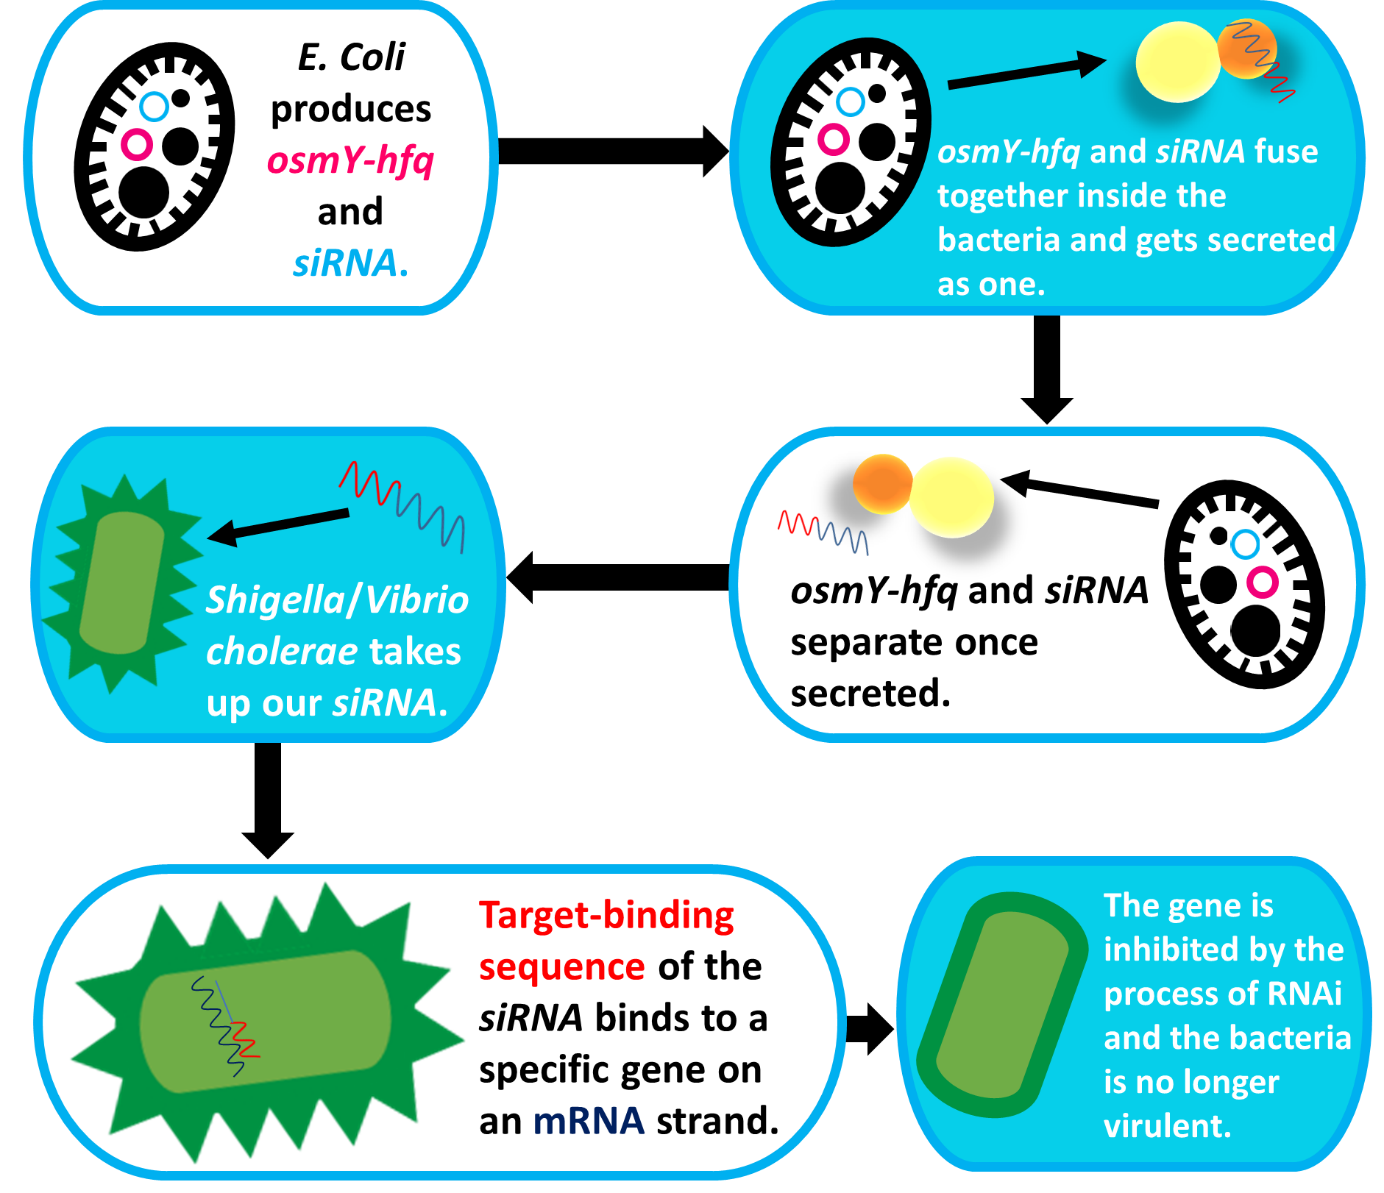 E. Coli
produces
osmY-hfq
and
siRNA.
osmY-hfq and siRNA fuse
together inside the
bacteria and gets secreted
as one.
osmY-hfq and siRNA
separate once
secreted.
Shigella/Vibrio
cholerae takes
up our siRNA.
Target-binding
sequence of the
siRNA binds to a
specific gene on
an mRNA strand.
The gene is
inhibited by the
process of RNAi
and the bacteria
is no longer
virulent.